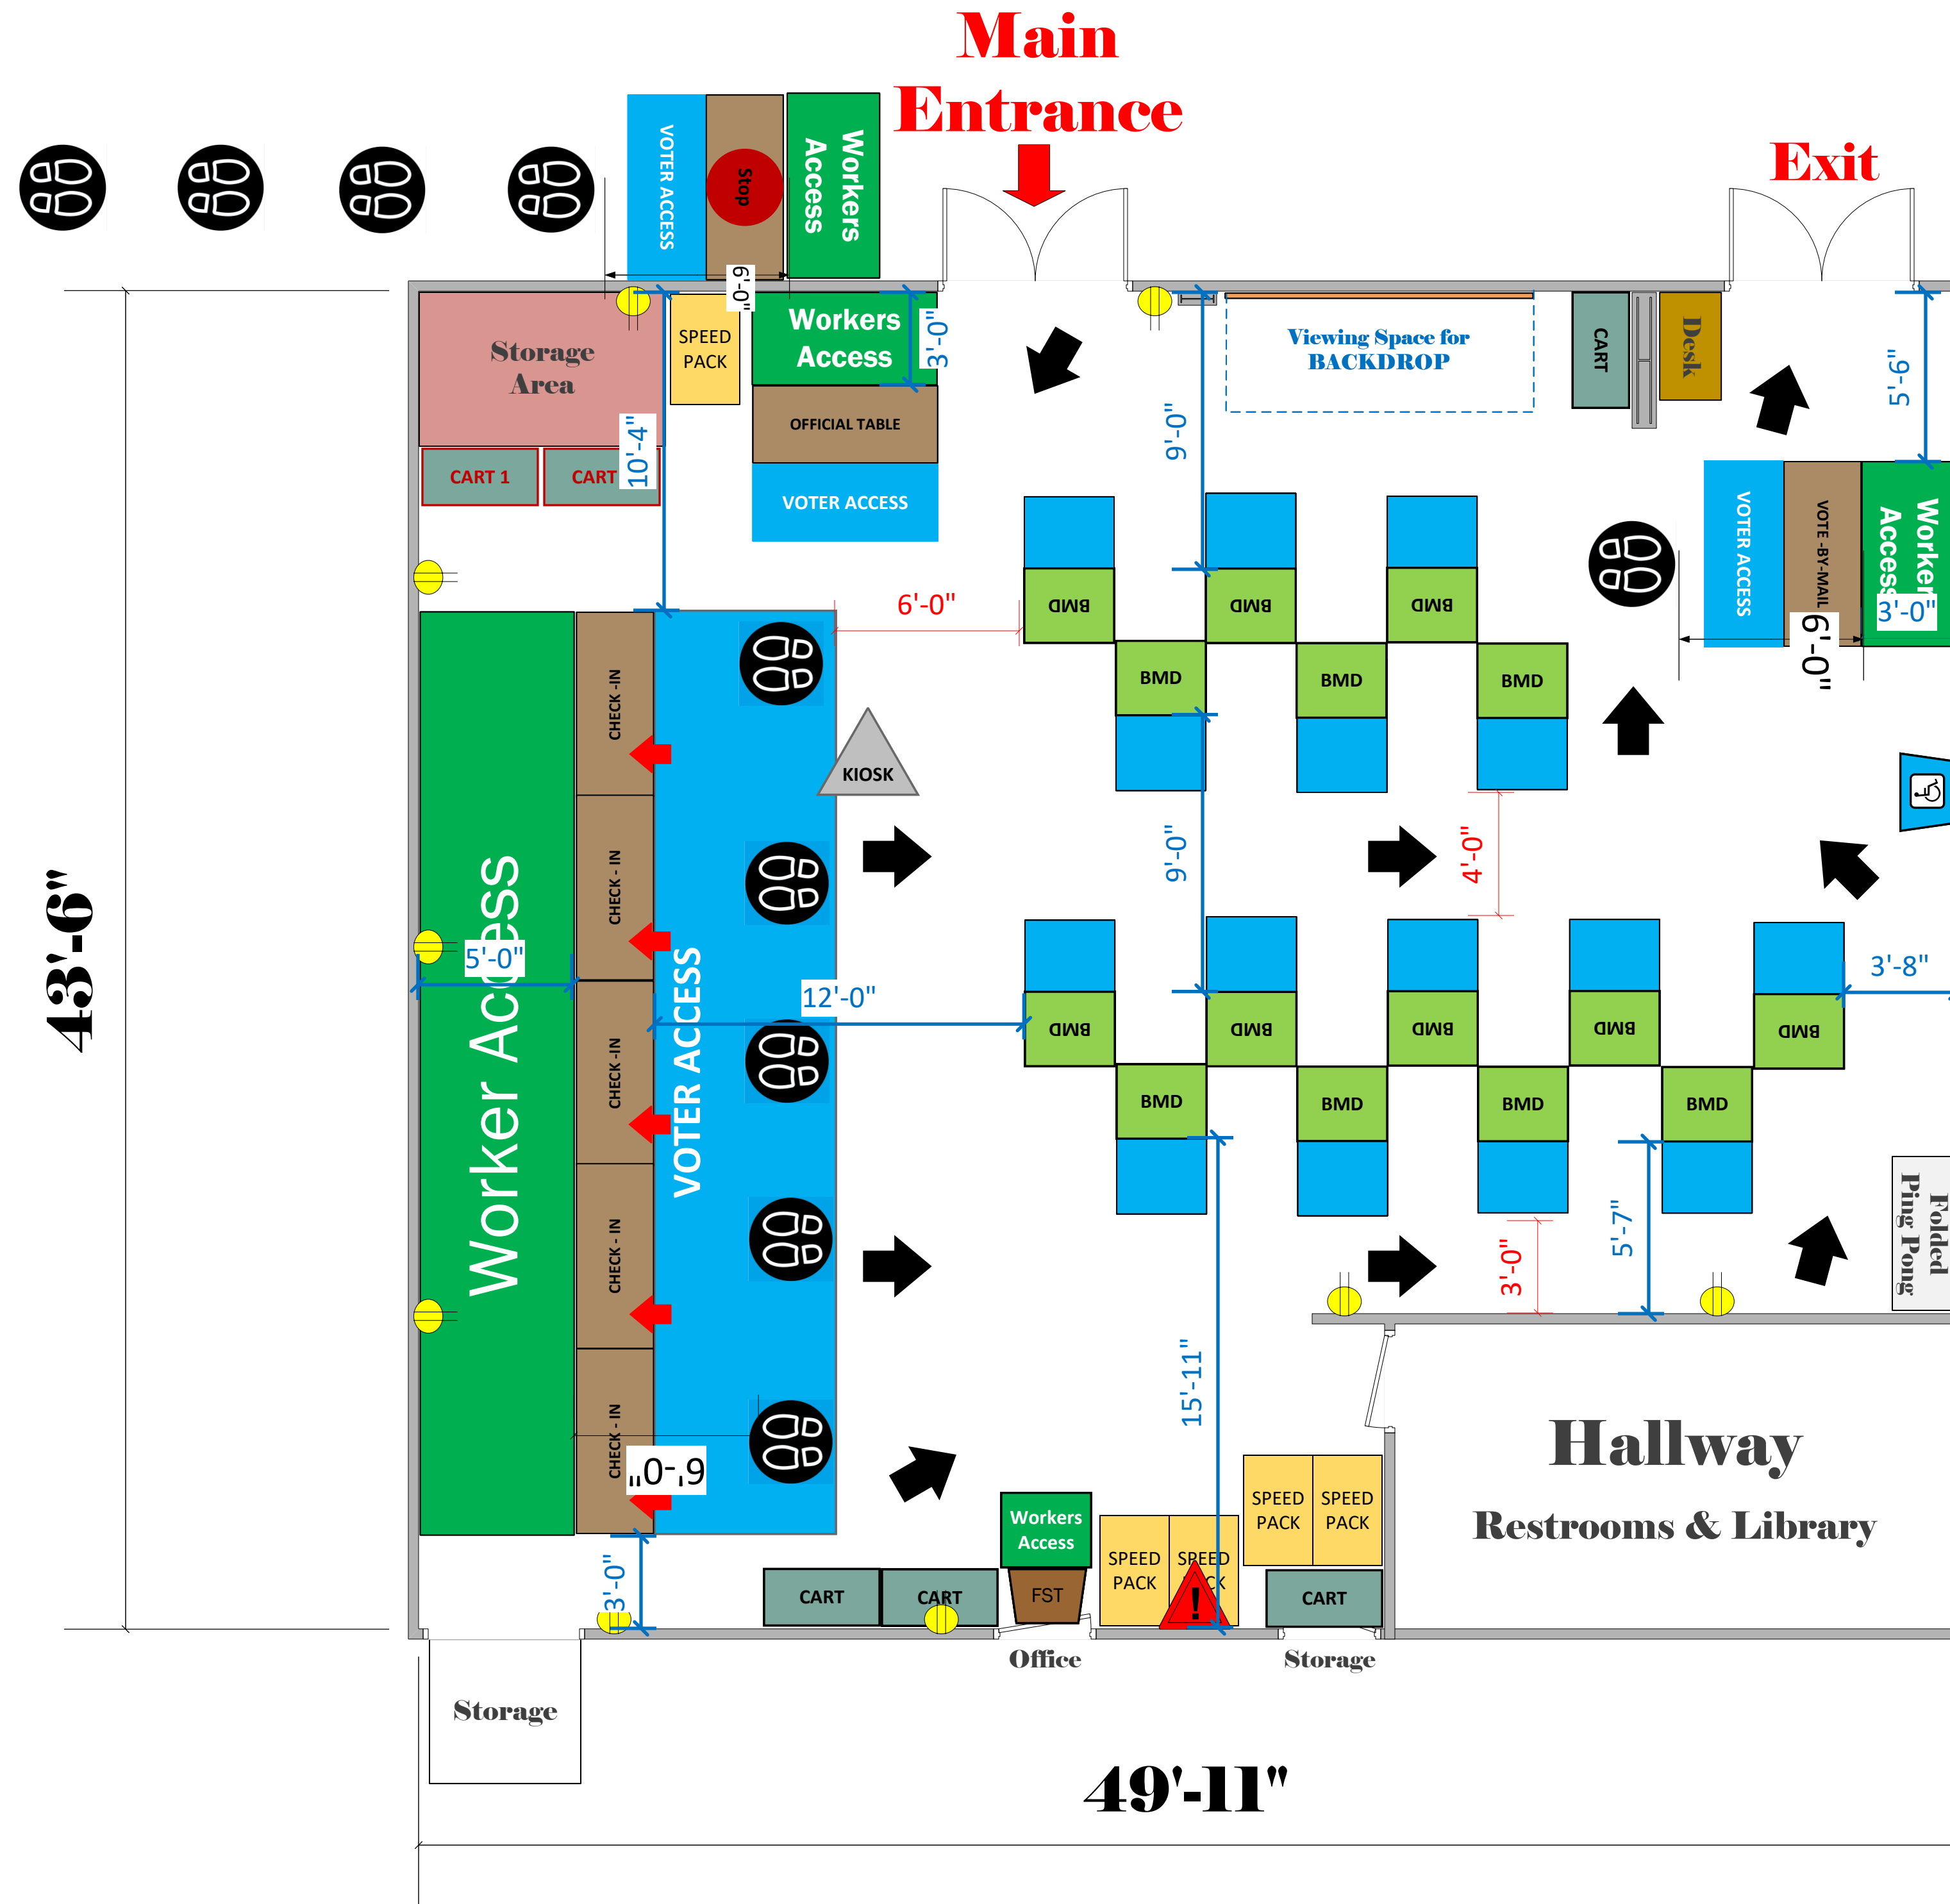 Main
Entrance
Exit
VOTER ACCESS
Stop
Workers
Access
6'-0"
Storage
Area
SPEED
PACK
Workers
Access
3'-0"
OFFICIAL TABLE
VOTER ACCESS
CART 1
CART
10'-4"
9'-0"
Viewing Space for
BACKDROP
CART
Desk
5'-6"
VOTER ACCESS
VOTE -BY-MAIL
Worker
Access
3'-0"
6'-0"
6'-0"
BMD
BMD
BMD
BMD
BMD
BMD
CHECK -IN
CHECK - IN
CHECK -IN
CHECK - IN
CHECK - IN
KIOSK
9'-0"
4'-0"
43'-6"
Worker Access
5'-0"
VOTER ACCESS
12'-0"
BMD
BMD
BMD
BMD
BMD
3'-8"
BMD
BMD
BMD
BMD
Folded
Ping Pong
5'-7"
3'-0"
15'-11"
6'-0"
3'-0"
Workers
Access
FST
CART
CART
SPEED
PACK
SPEED
PACK
!
SPEED
PACK
SPEED
PACK
CART
Hallway
Restrooms & Library
Office
Storage
Storage
49'-11"